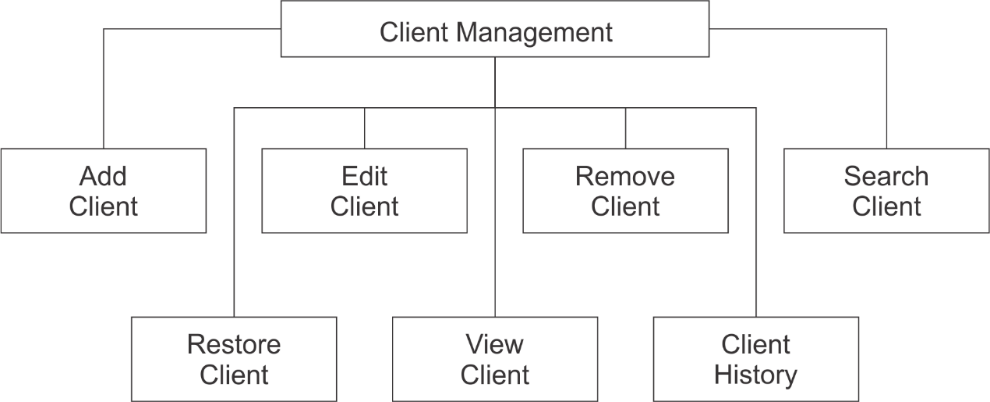 Client Management
Add
Client
Edit
Client
Remove
Client
Search
Client
Restore
Client
View
Client
Client
History